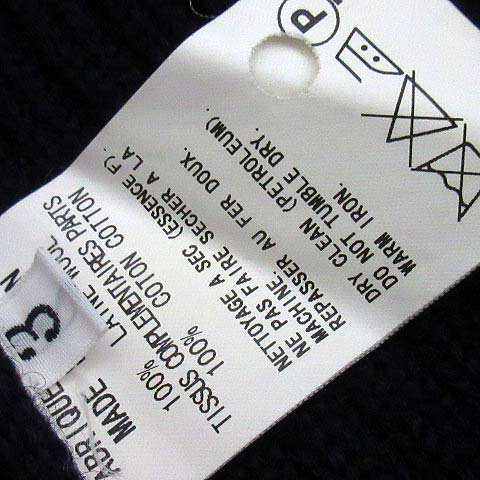 3
N
ABRIQUE
MADE
100% LAINE WOOL
TISSUS COMPLEMENTAIRES PARTS
100% COTON COTTON
NETTOYAGE A SEC (ESSENCE F).
NE PAS FAIRE SECHER A LA
MACHINE.
REPASSER AU FER DOUX.
DRY CLEAN (PETROLEUM)
DO NOT TUMBLE DRY.
WARM IRON.
P